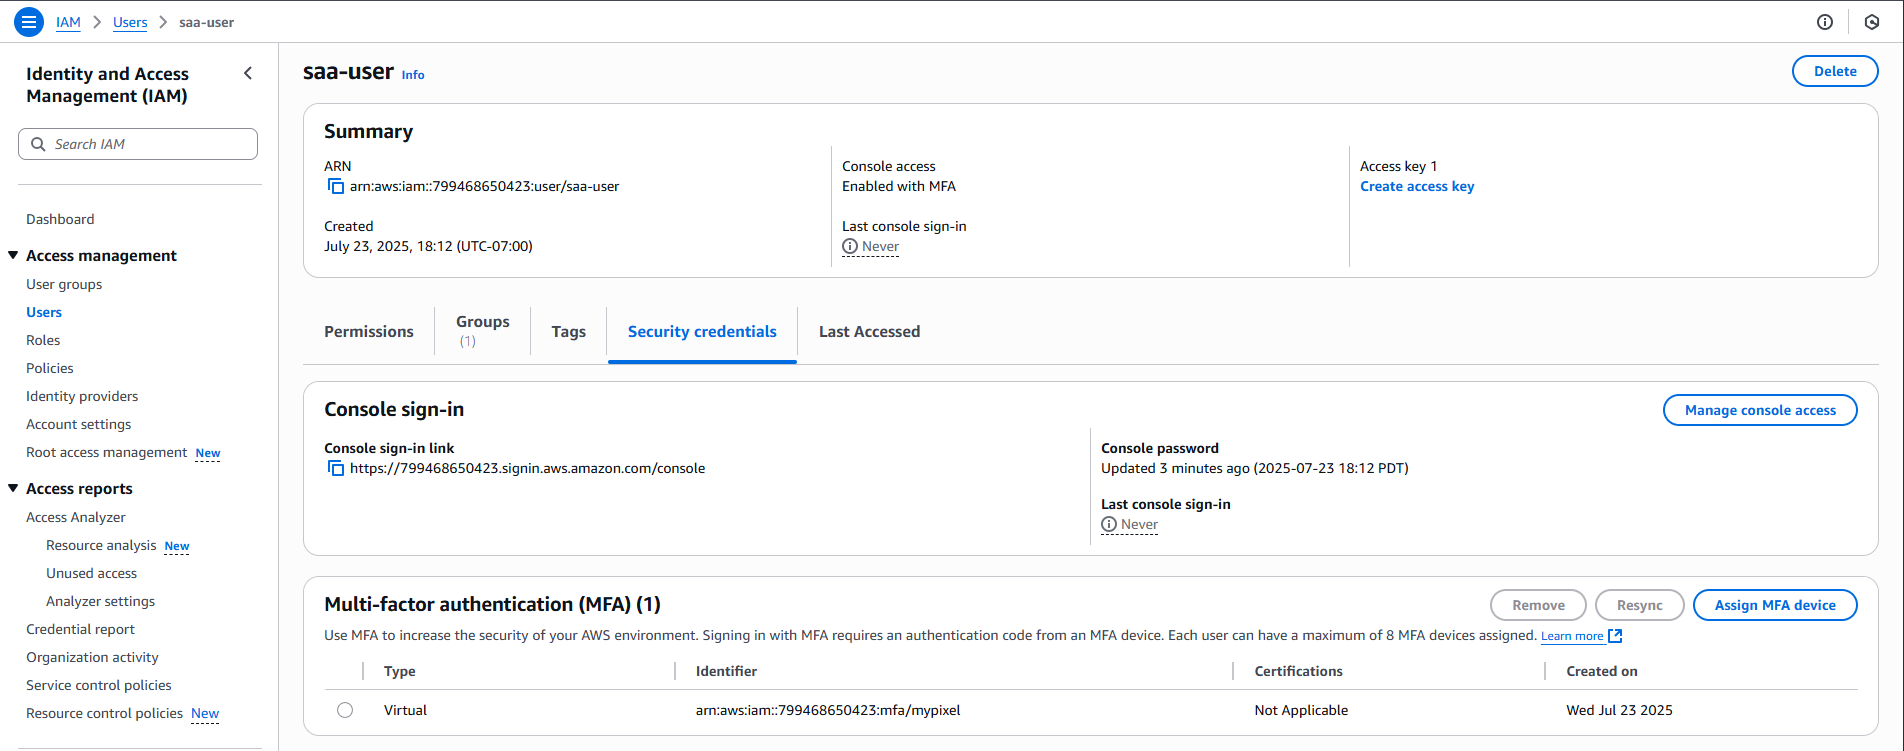 IAM > Users > saa-user
Identity and Access
Management (IAM)
Search IAM
Dashboard
Access management
User groups
Users
Roles
Policies
Identity providers
Account settings
Root access management New
Access reports
Access Analyzer
Resource analysis New
Unused access
Analyzer settings
Credential report
Organization activity
Service control policies
Resource control policies New
saa-user Info
Delete
Summary
ARN
arn:aws:iam::799468650423:user/saa-user
Created
July 23, 2025, 18:12 (UTC-07:00)
Console access
Enabled with MFA
Last console sign-in
Never
Access key 1
Create access key
Permissions
Groups
(1)
Tags
Security credentials
Last Accessed
Console sign-in
Manage console access
Console sign-in link
https://799468650423.signin.aws.amazon.com/console
Console password
Updated 3 minutes ago (2025-07-23 18:12 PDT)
Last console sign-in
Never
Multi-factor authentication (MFA) (1)
Remove
Resync
Assign MFA device
Use MFA to increase the security of your AWS environment. Signing in with MFA requires an authentication code from an MFA device. Each user can have a maximum of 8 MFA devices assigned. Learn more
Type Identifier Certifications Created on
Virtual arn:aws:iam::799468650423:mfa/mypixel Not Applicable Wed Jul 23 2025